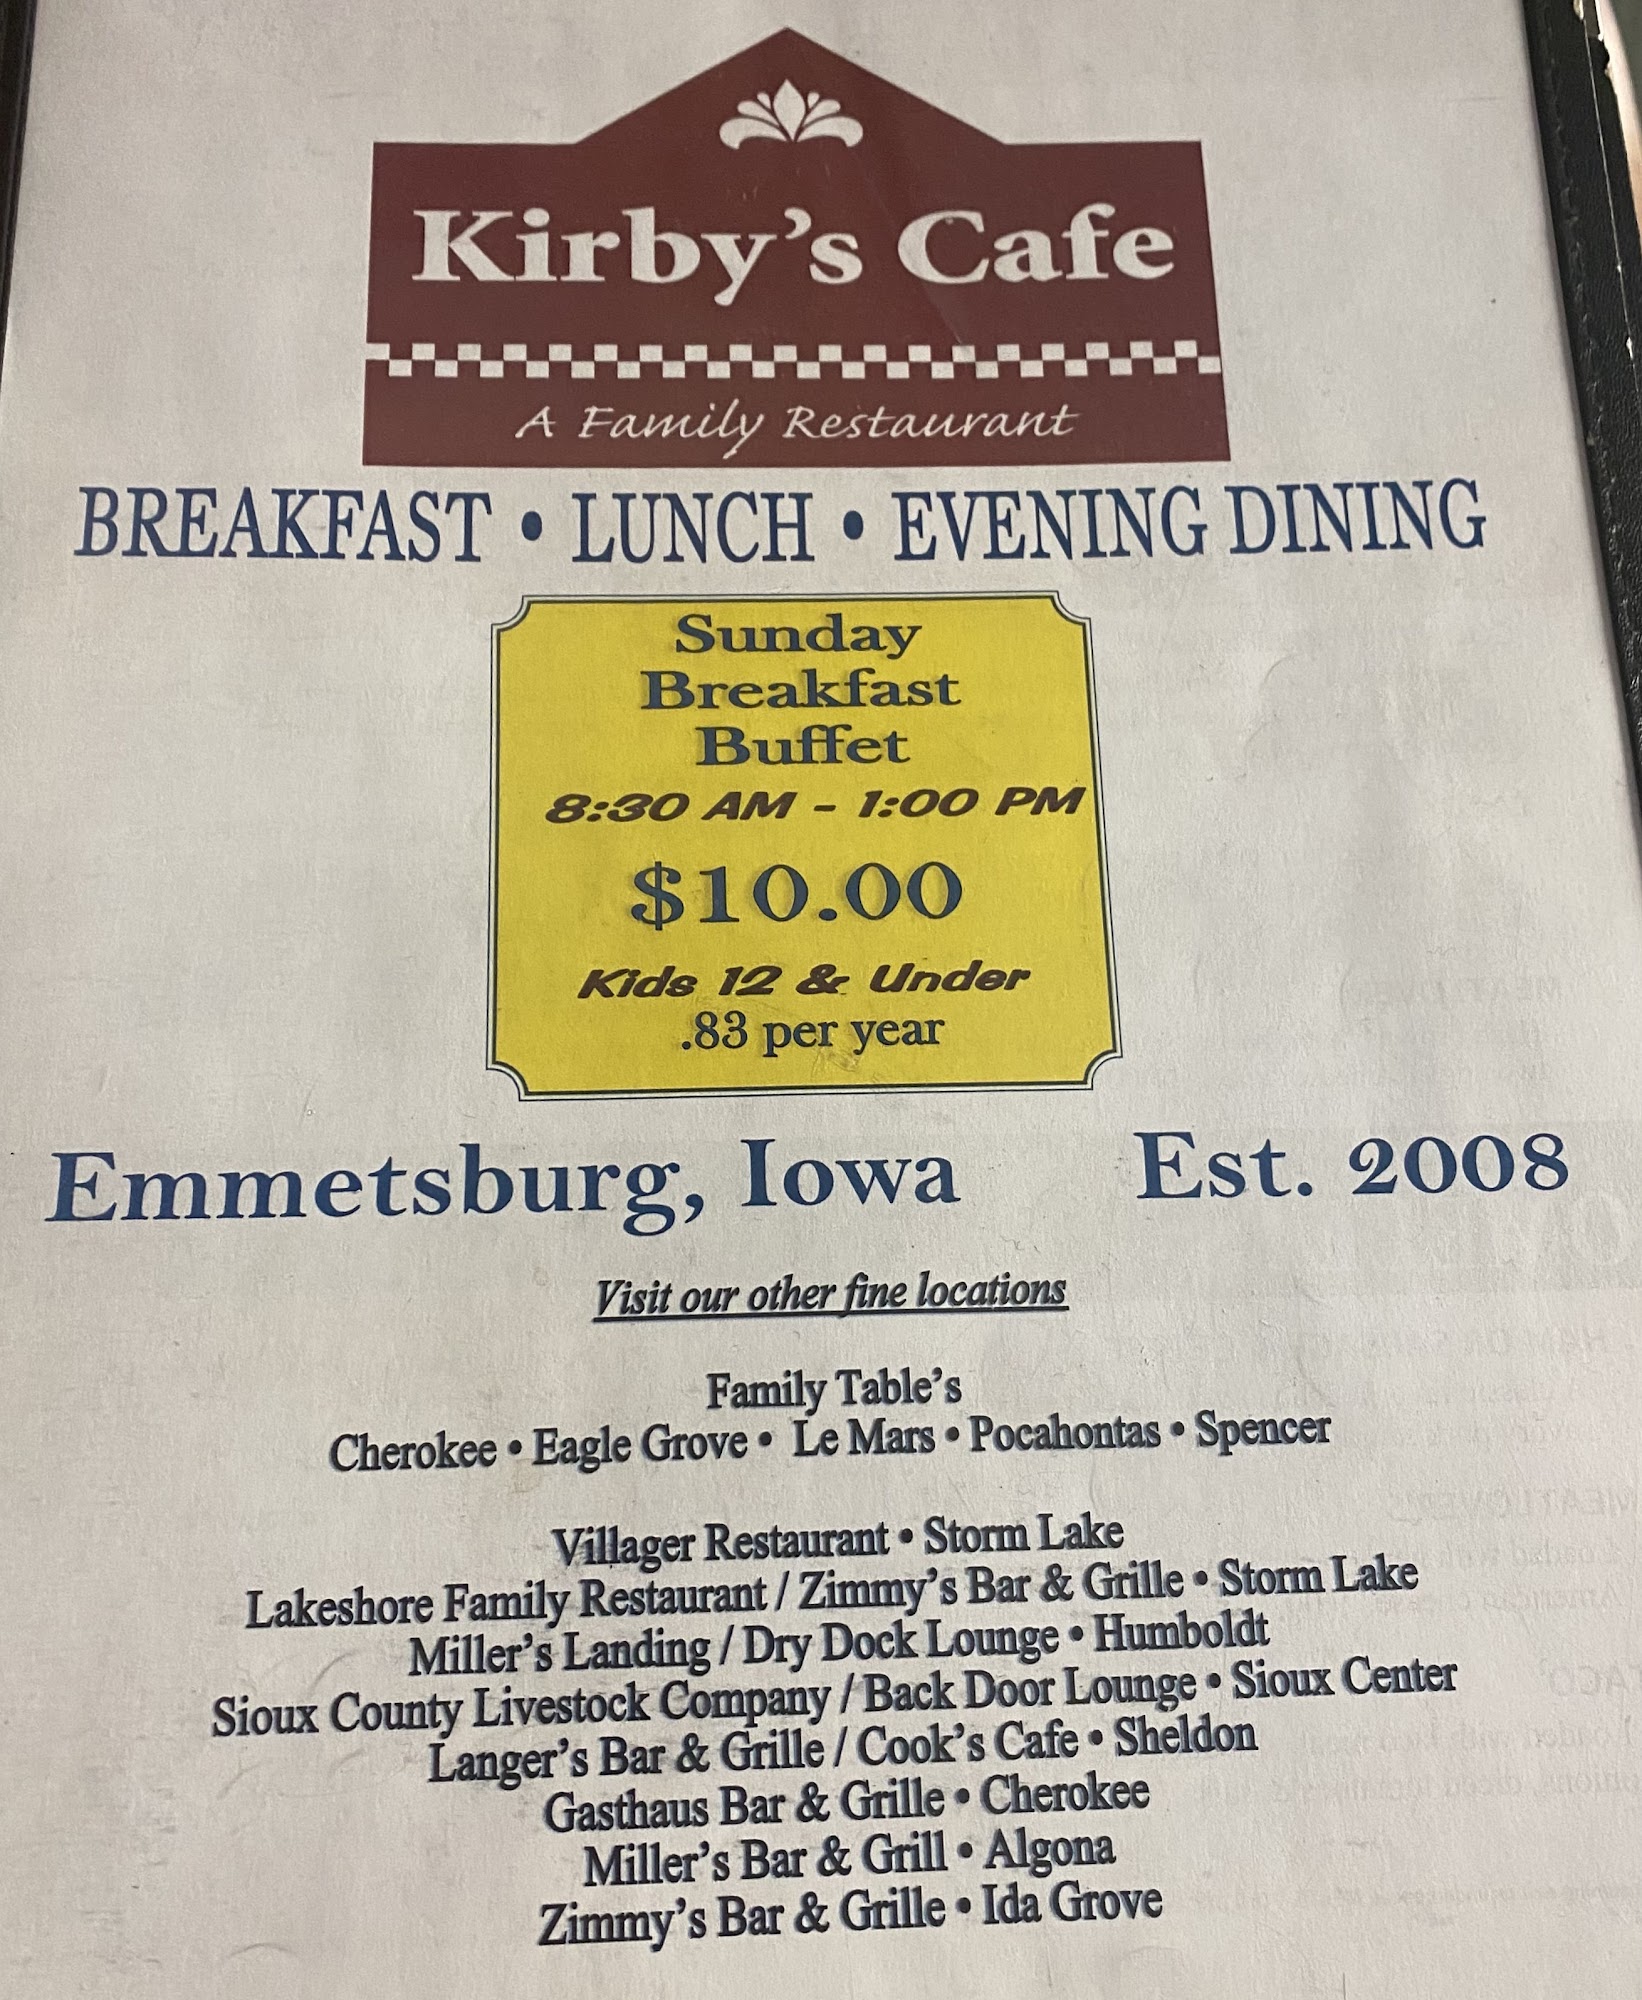 Kirby's Cafe
A Family Restaurant
BREAKFAST • LUNCH • EVENING DINING
Sunday
Breakfast
Buffet
8:30 AM - 1:00 PM
$10.00
Kids 12 & Under
.83 per year
Emmetsburg, Iowa Est. 2008
Visit our other fine locations
Family Table's
Cherokee • Eagle Grove • Le Mars • Pocahontas • Spencer
Villager Restaurant • Storm Lake
Lakeshore Family Restaurant / Zimmy's Bar & Grille • Storm Lake
Miller's Landing / Dry Dock Lounge • Humboldt
Sioux County Livestock Company / Back Door Lounge • Sioux Center
Langer's Bar & Grille / Cook's Cafe • Sheldon
Gasthaus Bar & Grille • Cherokee
Miller's Bar & Grill • Algona
Zimmy's Bar & Grille • Ida Grove